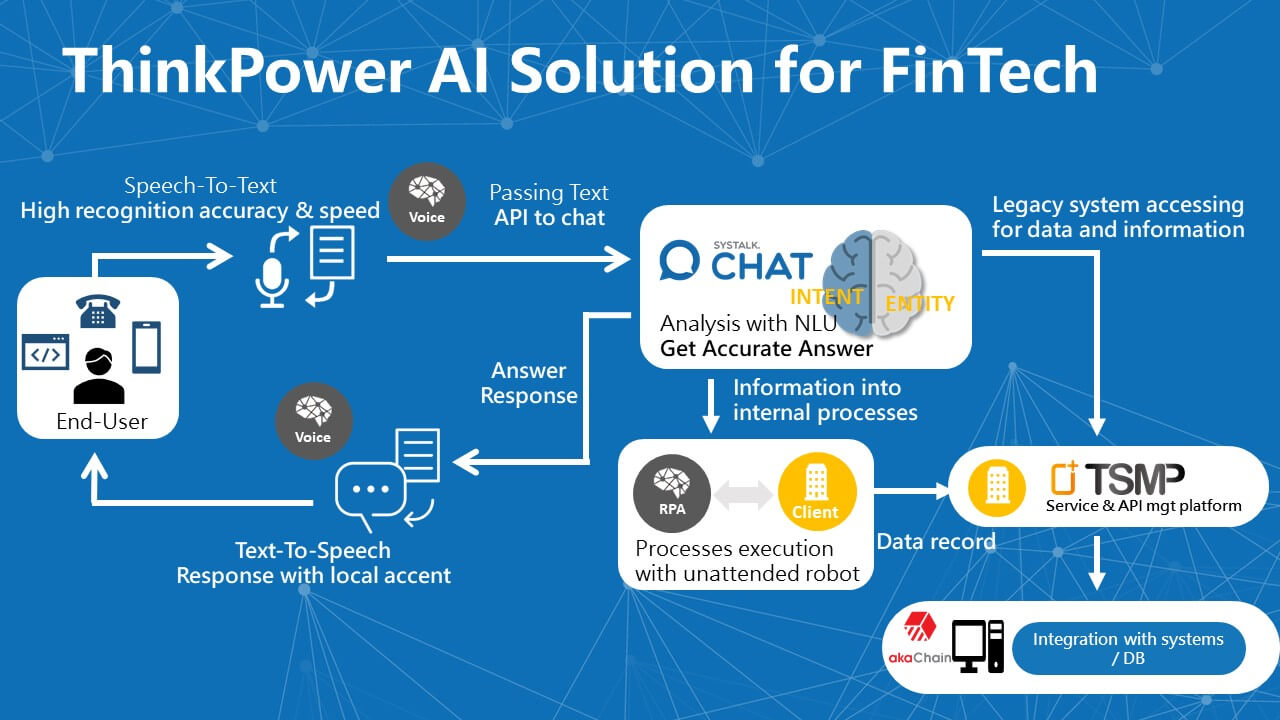 ThinkPower AI Solution for FinTech
Speech-To-Text
High recognition accuracy & speed
Voice
Passing Text
API to chat
SYSTALK.
CHAT
INTENT
ENTITY
Analysis with NLU
Get Accurate Answer
Legacy system accessing
for data and information
</>
End-User
Answer
Response
Voice
Text-To-Speech
Response with local accent
Information into
internal processes
RPA
Client
Processes execution
with unattended robot
Data record
TSMP
Service & API mgt platform
akaChain
Integration with systems
/ DB